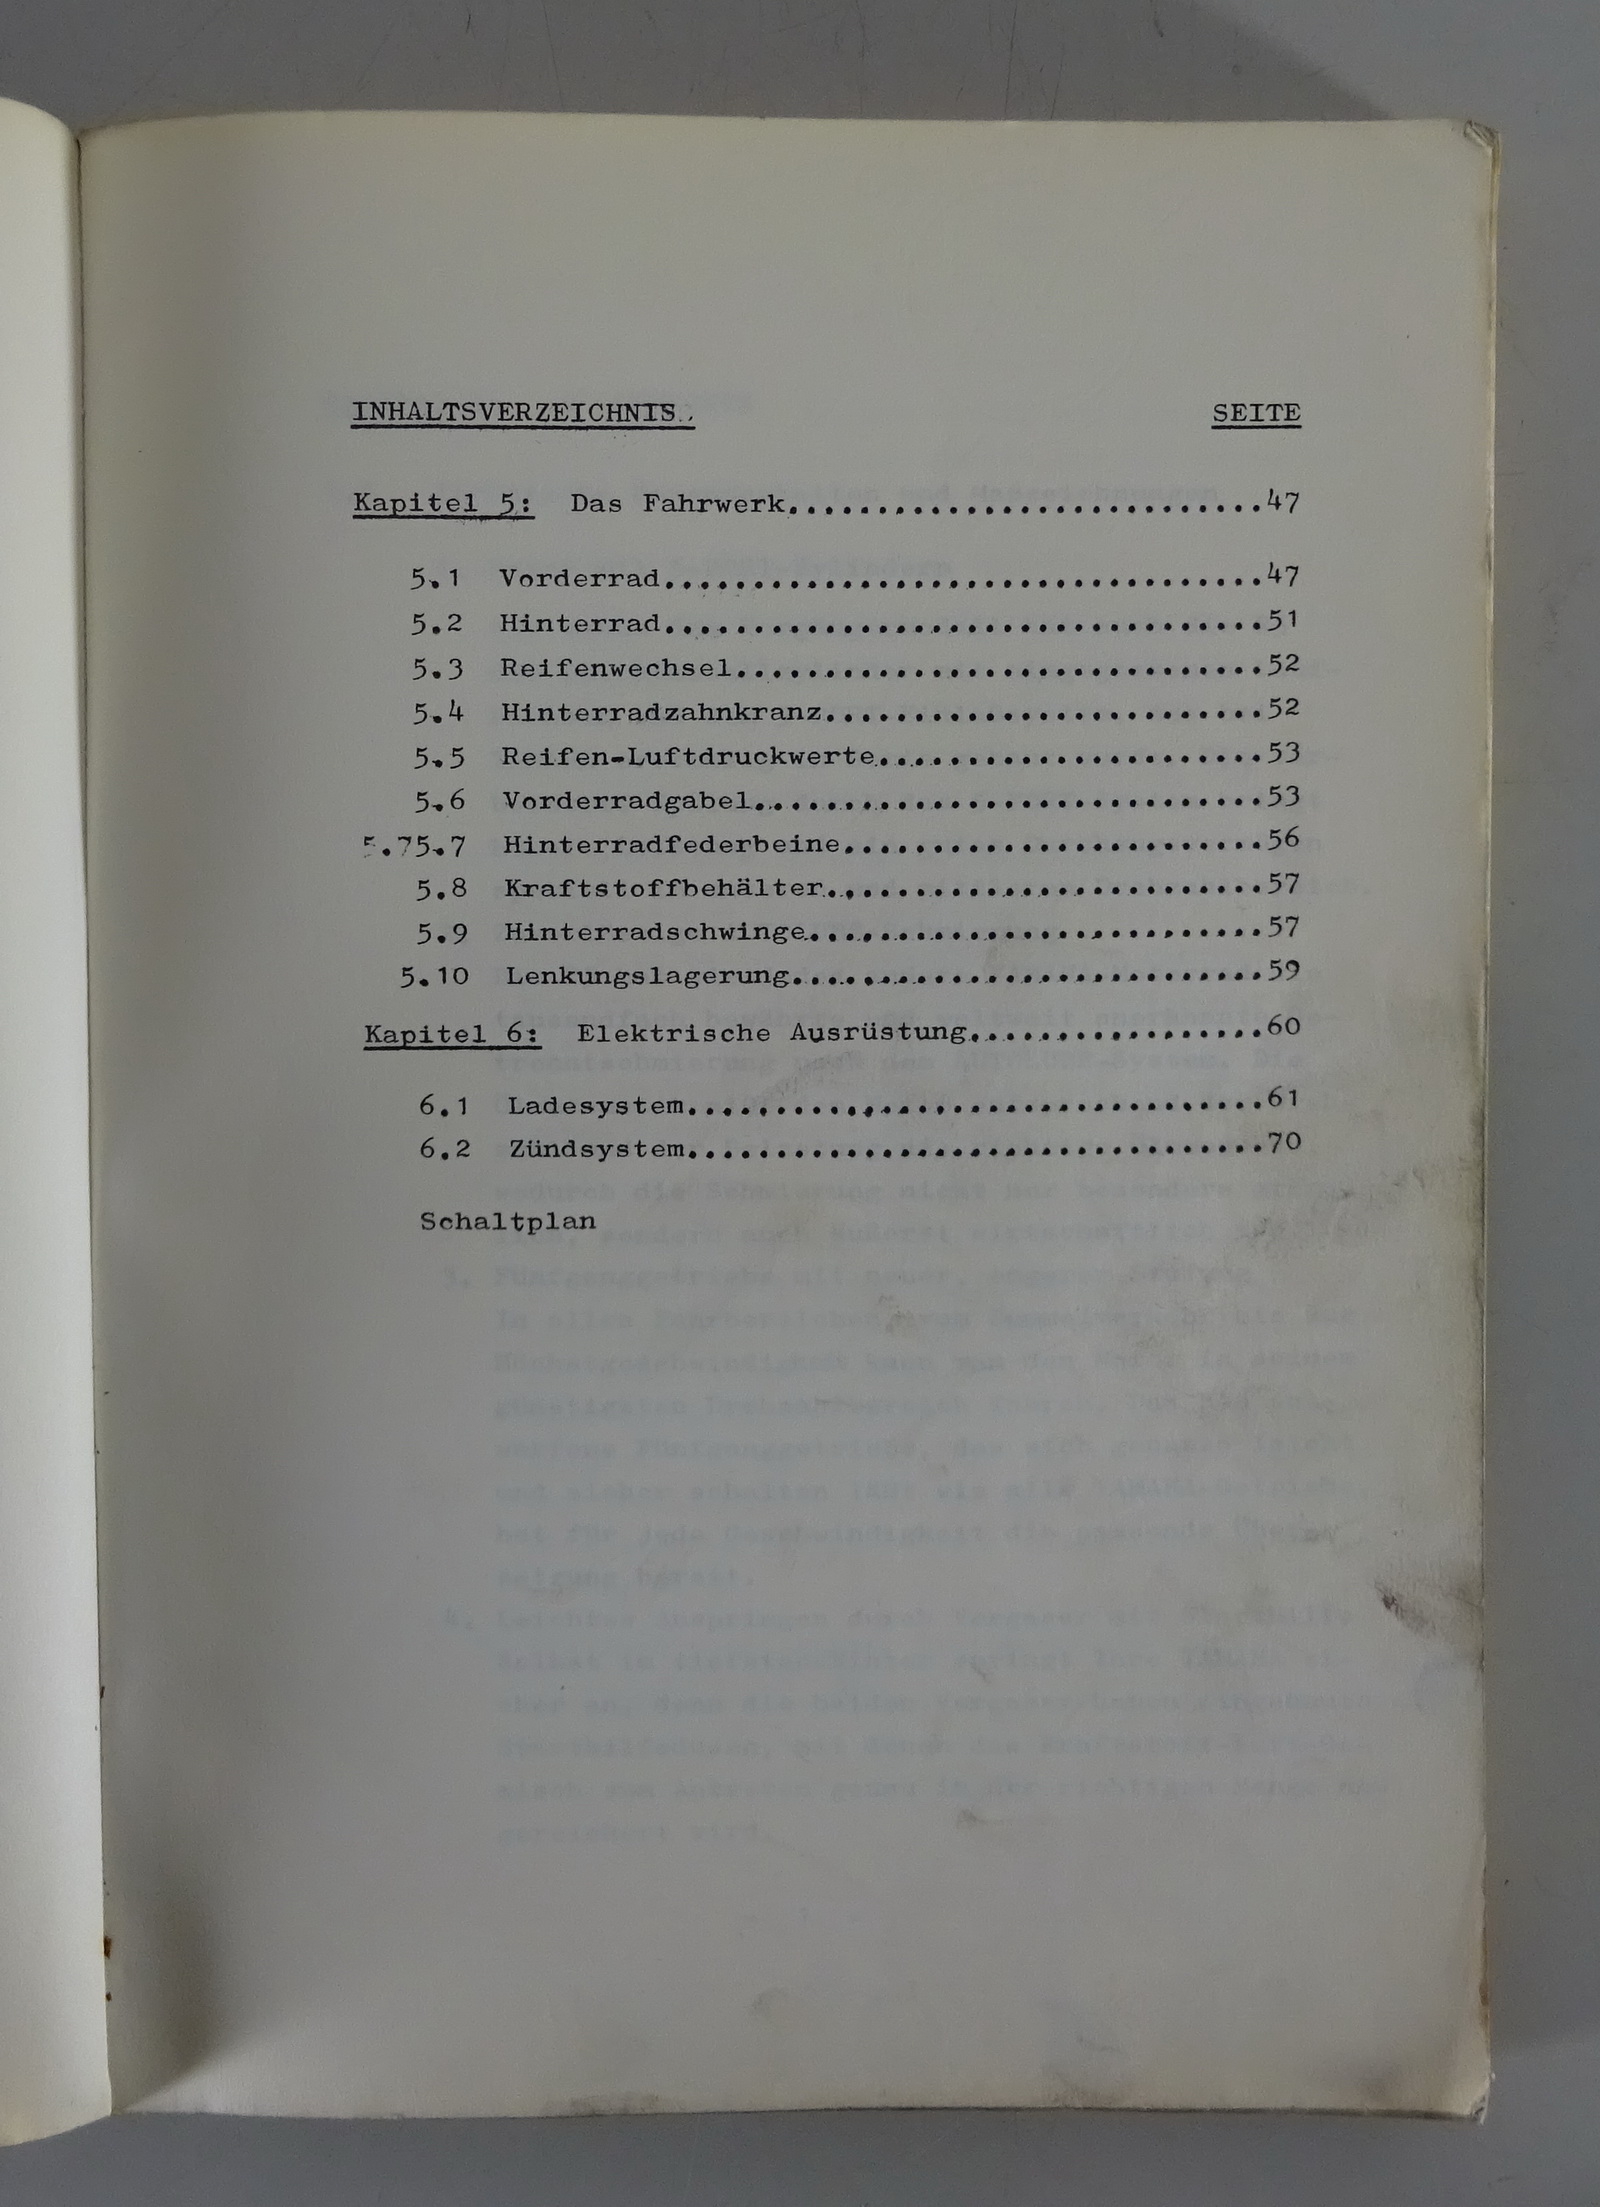 INHALTSVERZEICHNIS. SEITE
Kapitel 5: Das Fahrwerk..........................47
5.1 Vorderrad.................................47
5.2 Hinterrad.................................51
5.3 Reifenwechsel.............................52
5.4 Hinterradzahnkranz........................52
5.5 Reifen-Luftdruckwerte.....................53
5.6 Vorderradgabel............................53
5.75.7 Hinterradfederbeine.......................56
5.8 Kraftstoffbehälter........................57
5.9 Hinterradschwinge.........................57
5.10 Lenkungslagerung..........................59
Kapitel 6: Elektrische Ausrüstung................60
6.1 Ladesystem................................61
6.2 Zündsystem................................70
Schaltplan